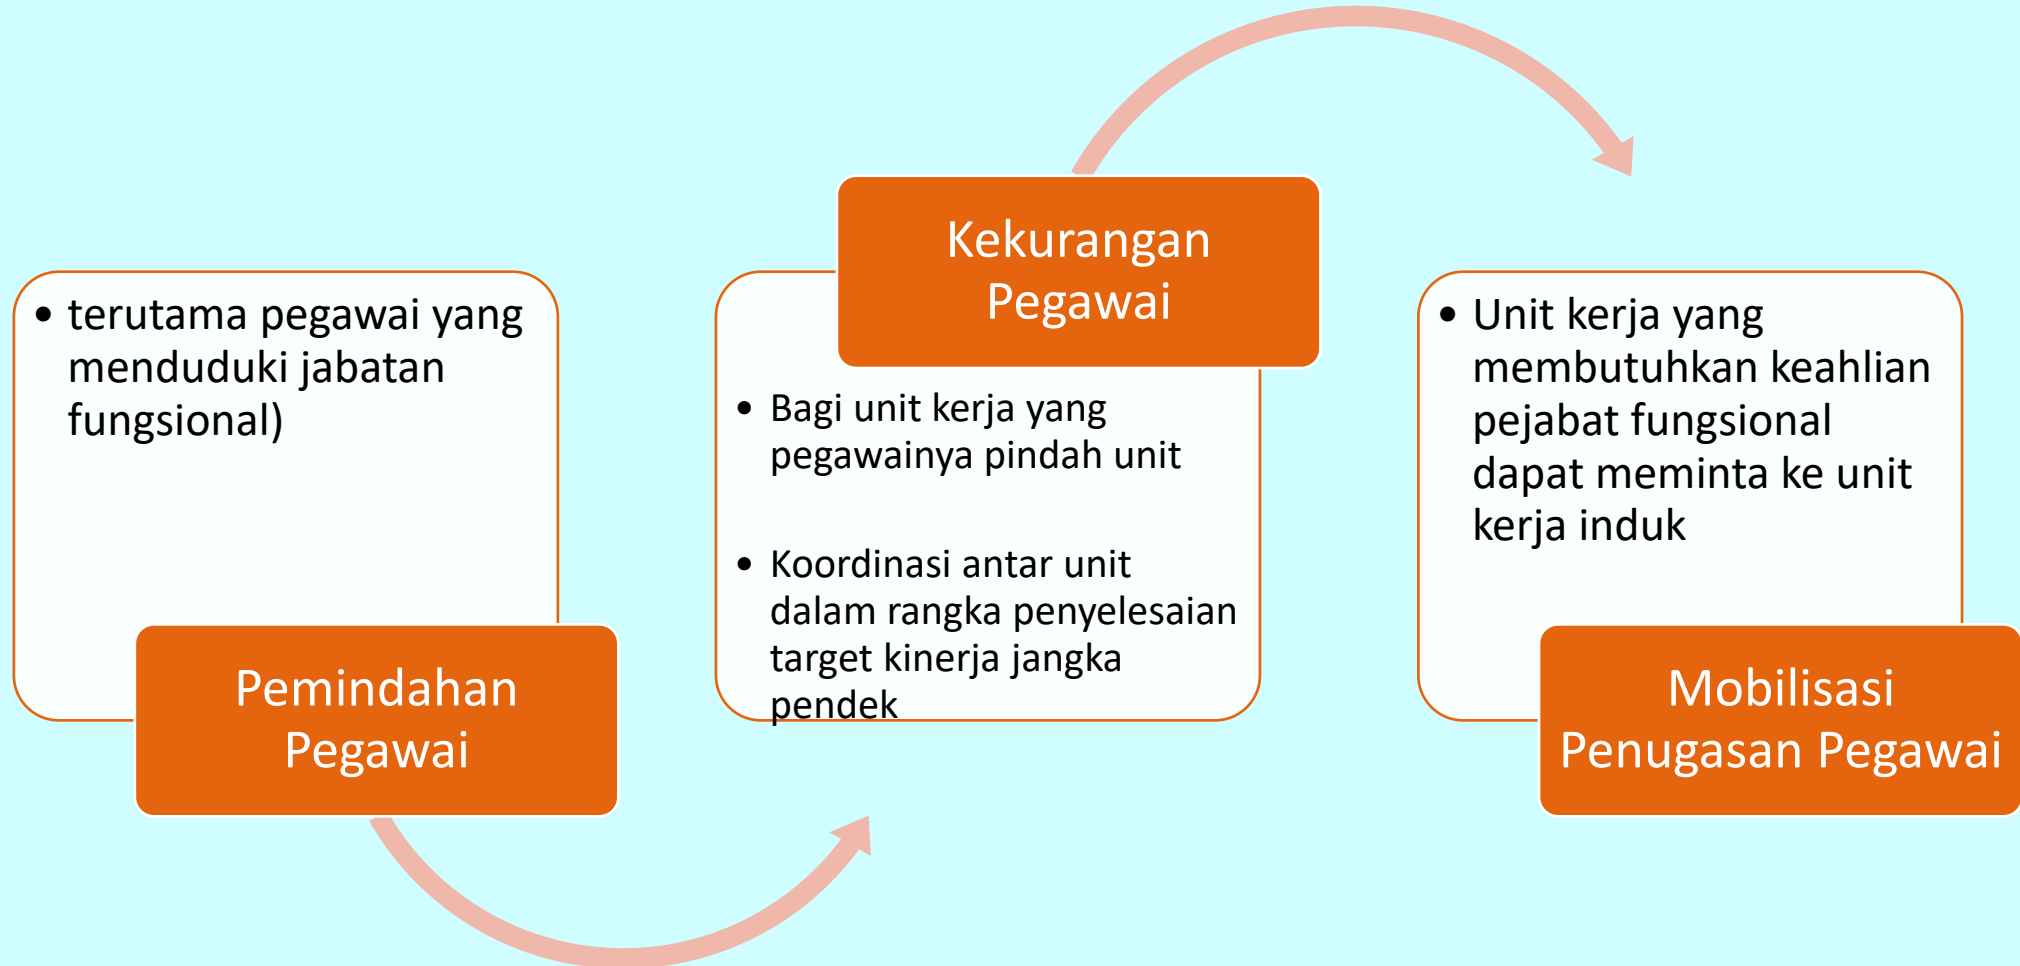 • terutama pegawai yang
menduduki jabatan
fungsional)
Pemindahan
Pegawai
Kekurangan
Pegawai
• Bagi unit kerja yang
pegawainya pindah unit
• Koordinasi antar unit
dalam rangka penyelesaian
target kinerja jangka
pendek
• Unit kerja yang
membutuhkan keahlian
pejabat fungsional
dapat meminta ke unit
kerja induk
Mobilisasi
Penugasan Pegawai